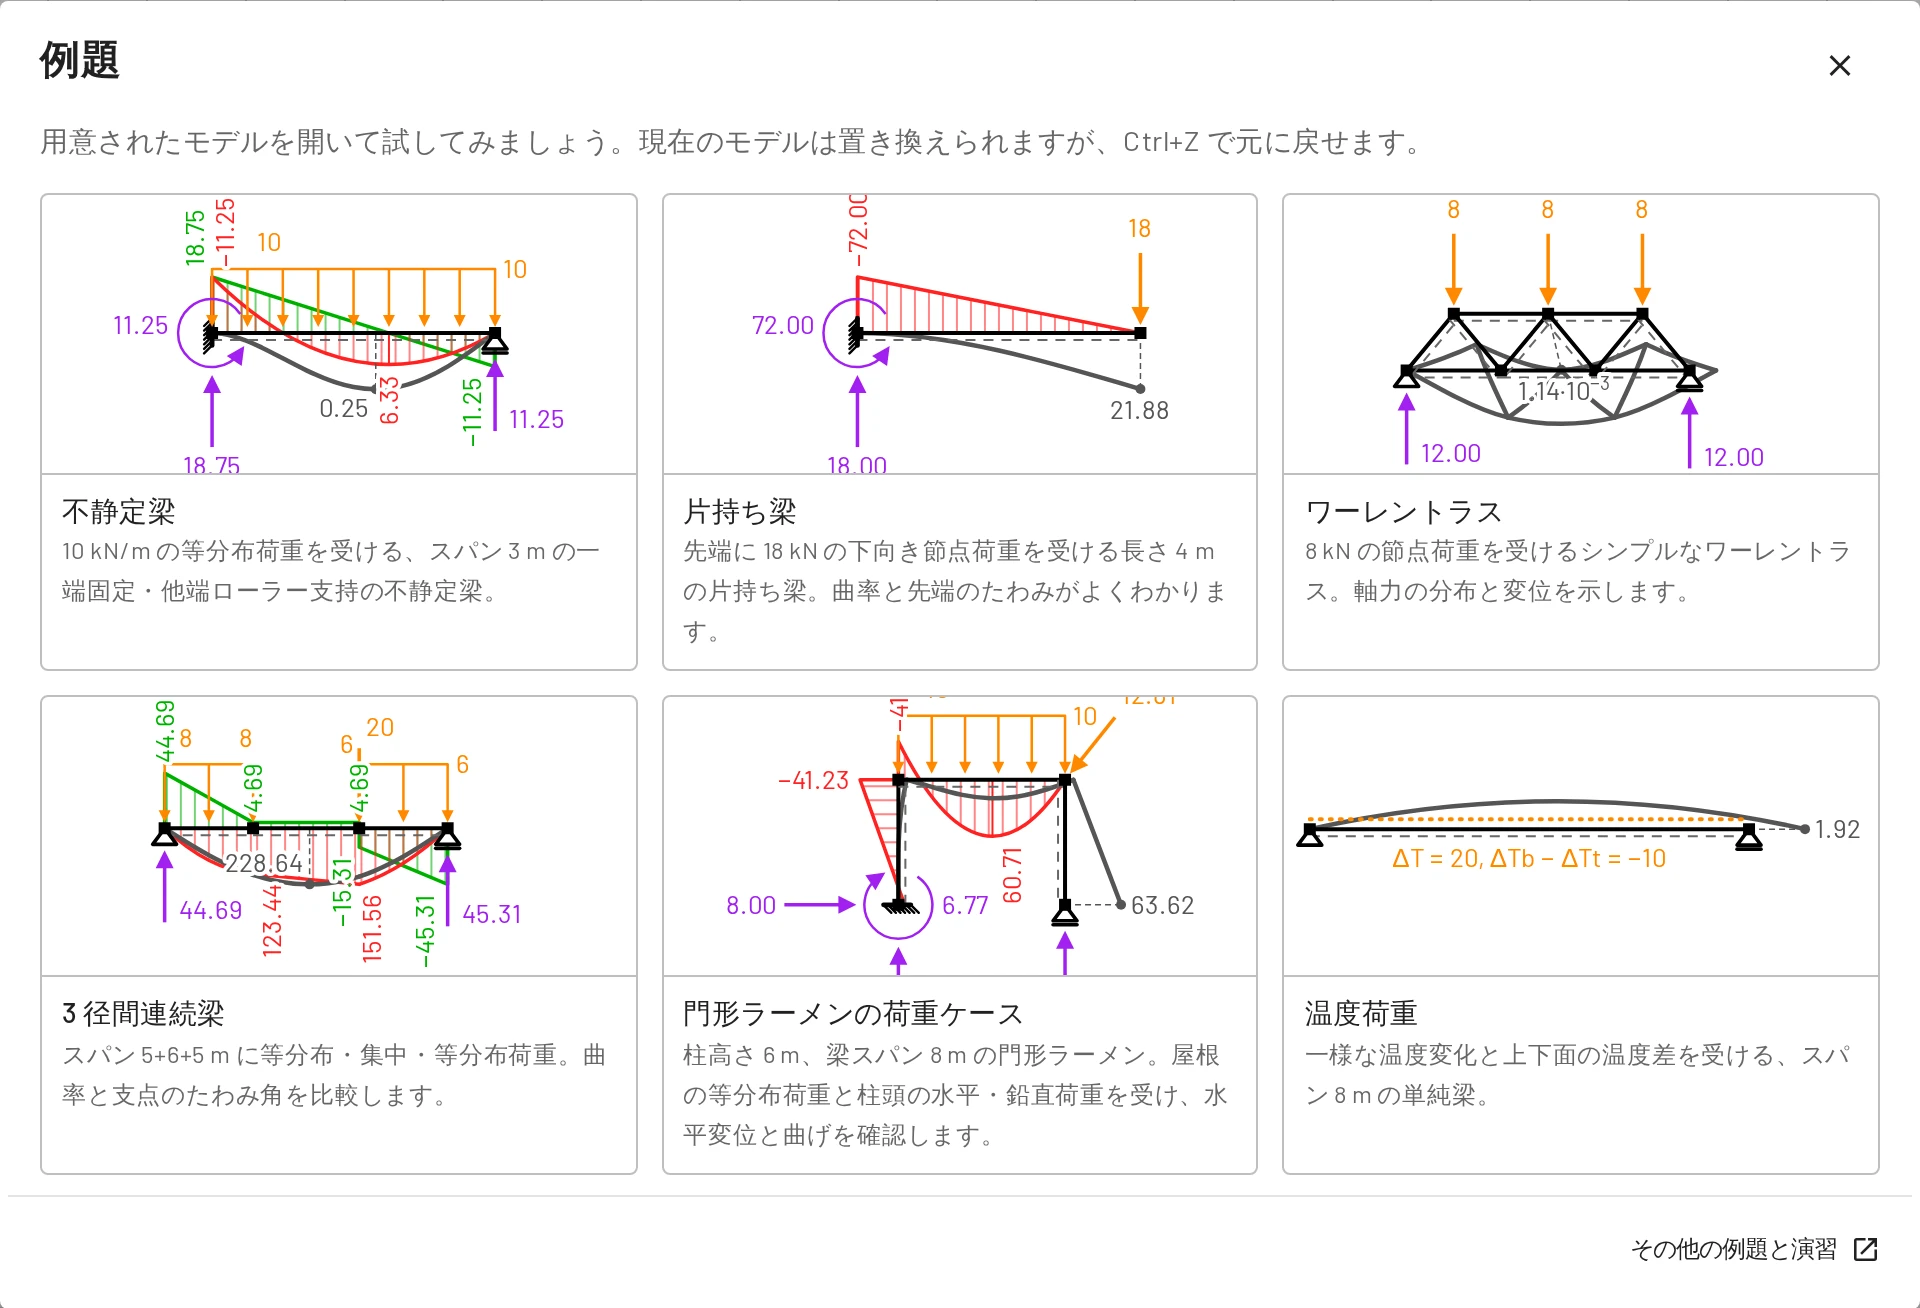 例題
用意されたモデルを開いて試してみましょう。現在のモデルは置き換えられますが、Ctrl+Z で元に戻せます。
18.75
−11.25
10
10
11.25
0.25
6.33
−11.25
11.25
18.75
不静定梁
10 kN/m の等分布荷重を受ける、スパン 3 m の一
端固定・他端ローラー支持の不静定梁。
−72.00
18
72.00
21.88
18.00
片持ち梁
先端に 18 kN の下向き節点荷重を受ける長さ 4 m
の片持ち梁。曲率と先端のたわみがよくわかりま
す。
8
8
8
1.14·10⁻³
12.00
12.00
ワーレントラス
8 kN の節点荷重を受けるシンプルなワーレントラ
ス。軸力の分布と変位を示します。
44.69
8
8
6
20
6
4.69
4.69
228.64
44.69
123.44
−15.31
151.56
−45.31
45.31
3 径間連続梁
スパン 5+6+5 m に等分布・集中・等分布荷重。曲
率と支点のたわみ角を比較します。
−41
10
−41.23
8.00
6.77
60.71
63.62
門形ラーメンの荷重ケース
柱高さ 6 m、梁スパン 8 m の門形ラーメン。屋根
の等分布荷重と柱頭の水平・鉛直荷重を受け、水
平変位と曲げを確認します。
1.92
ΔT = 20, ΔTb − ΔTt = −10
温度荷重
一様な温度変化と上下面の温度差を受ける、スパ
ン 8 m の単純梁。
その他の例題と演習